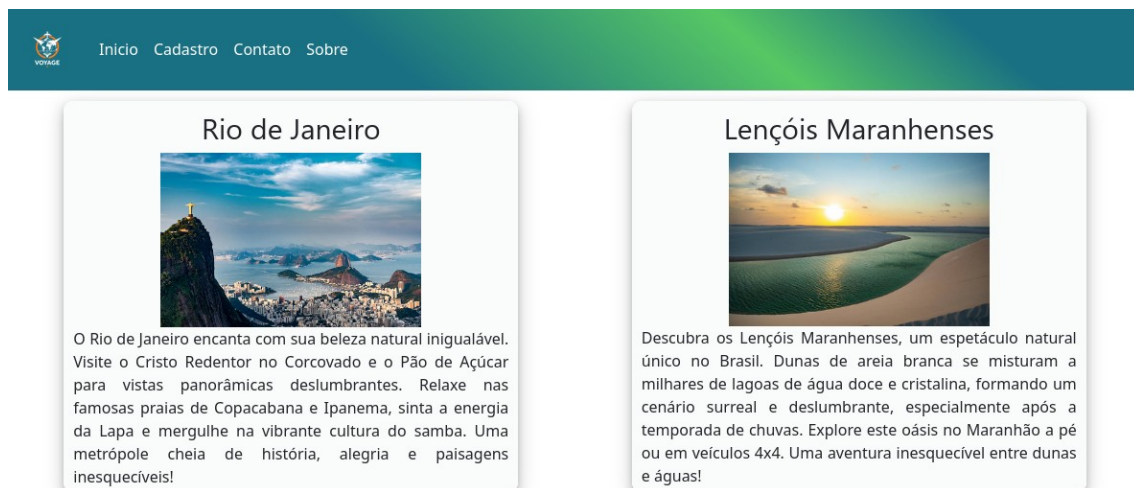 VOYAGE
Inicio Cadastro Contato Sobre
Rio de Janeiro
O Rio de Janeiro encanta com sua beleza natural inigualável.
Visite o Cristo Redentor no Corcovado e o Pão de Açúcar
para vistas panorâmicas deslumbrantes. Relaxe nas
famosas praias de Copacabana e Ipanema, sinta a energia
da Lapa e mergulhe na vibrante cultura do samba. Uma
metrópole cheia de história, alegria e paisagens
inesquecíveis!
Lençóis Maranhenses
Descubra os Lençóis Maranhenses, um espetáculo natural
único no Brasil. Dunas de areia branca se misturam a
milhares de lagoas de água doce e cristalina, formando um
cenário surreal e deslumbrante, especialmente após a
temporada de chuvas. Explore este oásis no Maranhão a pé
ou em veículos 4x4. Uma aventura inesquecível entre dunas
e águas!